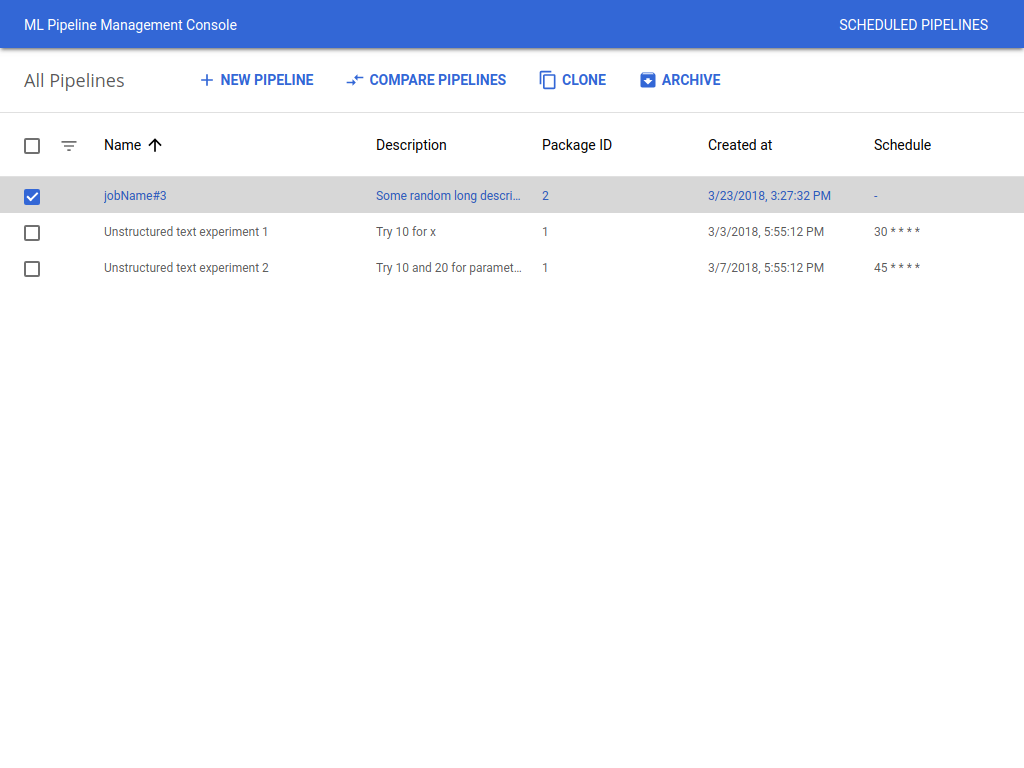 ML Pipeline Management Console SCHEDULED PIPELINES
All Pipelines NEW PIPELINE COMPARE PIPELINES CLONE ARCHIVE
Name Description Package ID Created at Schedule
jobName#3 Some random long descri... 2 3/23/2018, 3:27:32 PM -
Unstructured text experiment 1 Try 10 for x 1 3/3/2018, 5:55:12 PM 30 * * * *
Unstructured text experiment 2 Try 10 and 20 for paramet... 1 3/7/2018, 5:55:12 PM 45 * * * *